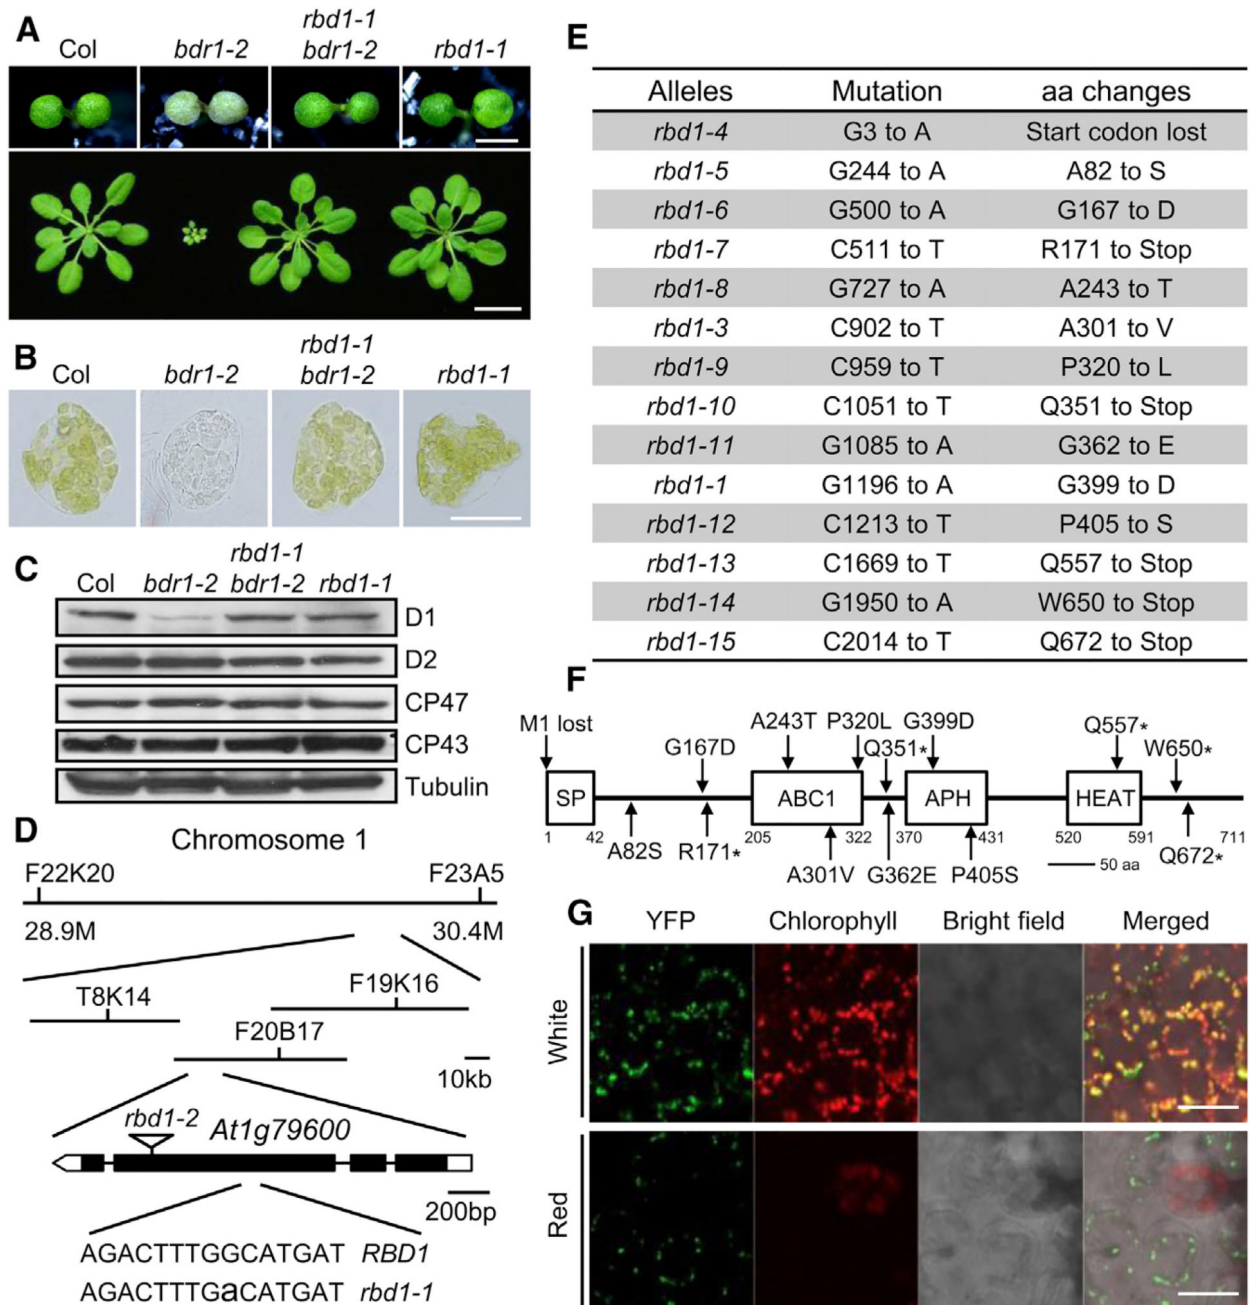 A
Col
bdr1-2
rbd1-1
bdr1-2
rbd1-1
B
Col
bdr1-2
rbd1-1
bdr1-2
rbd1-1
C
Col
bdr1-2
rbd1-1
bdr1-2
rbd1-1
D1
D2
CP47
CP43
Tubulin
D
Chromosome 1
F22K20
F23A5
28.9M
30.4M
T8K14
F19K16
F20B17
10kb
rbd1-2
At1g79600
200bp
AGACTTTGGCATGAT RBD1
AGACTTTGaCATGAT rbd1-1
E
Alleles Mutation aa changes
rbd1-4 G3 to A Start codon lost
rbd1-5 G244 to A A82 to S
rbd1-6 G500 to A G167 to D
rbd1-7 C511 to T R171 to Stop
rbd1-8 G727 to A A243 to T
rbd1-3 C902 to T A301 to V
rbd1-9 C959 to T P320 to L
rbd1-10 C1051 to T Q351 to Stop
rbd1-11 G1085 to A G362 to E
rbd1-1 G1196 to A G399 to D
rbd1-12 C1213 to T P405 to S
rbd1-13 C1669 to T Q557 to Stop
rbd1-14 G1950 to A W650 to Stop
rbd1-15 C2014 to T Q672 to Stop
F
M1 lost
G167D
A243T
P320L
Q351*
G399D
Q557*
W650*
SP
ABC1
APH
HEAT
1
42
205
322
370
431
520
591
711
A82S
R171*
A301V
G362E
P405S
50 aa
Q672*
G
YFP
Chlorophyll
Bright field
Merged
White
Red